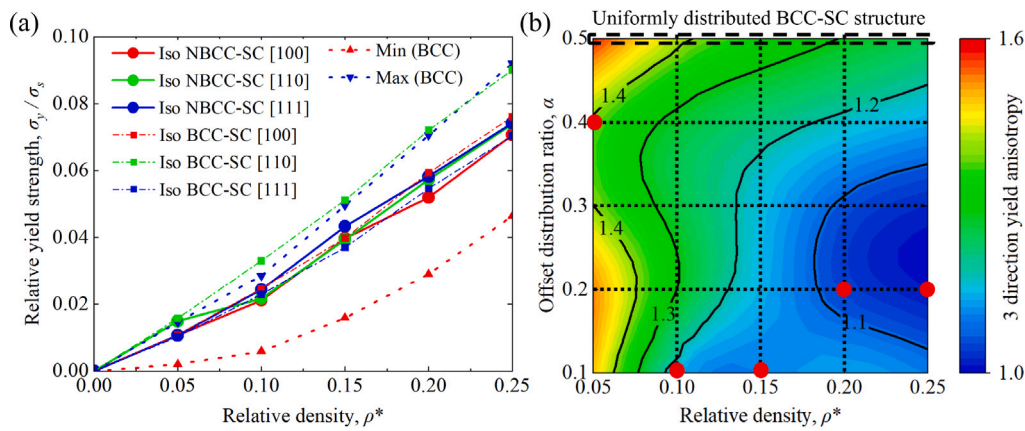 (a)
0.10
0.08
0.06
0.04
0.02
0.00
Relative yield strength, σy / σs
Iso NBCC-SC [100]
Iso NBCC-SC [110]
Iso NBCC-SC [111]
Iso BCC-SC [100]
Iso BCC-SC [110]
Iso BCC-SC [111]
Min (BCC)
Max (BCC)
0.00 0.05 0.10 0.15 0.20 0.25
Relative density, ρ*
(b)
Uniformly distributed BCC-SC structure
0.5
0.4
0.3
0.2
0.1
Offset distribution ratio, α
1.4
1.2
1.4
1.3
1.1
0.05 0.10 0.15 0.20 0.25
Relative density, ρ*
1.6
1.0
3 direction yield anisotropy